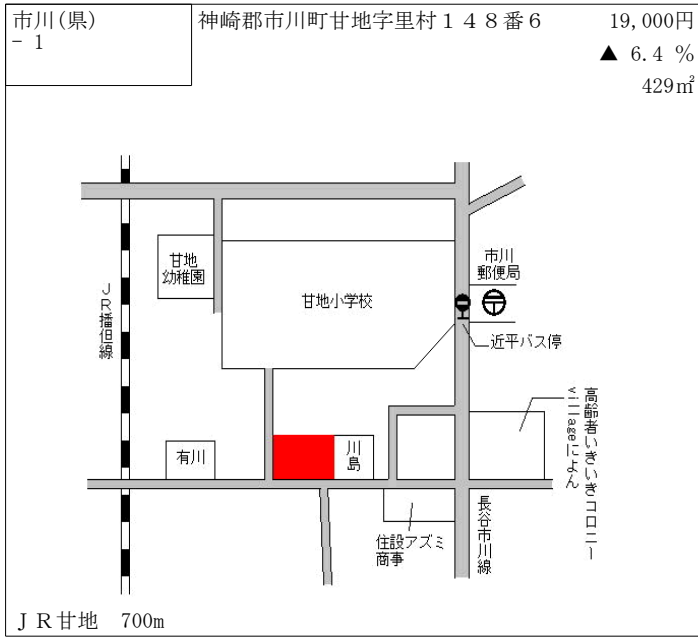 市川(県)
- 1
神崎郡市川町甘地字里村１４８番６
19,000円
▲ 6.4 %
429㎡
甘地
幼稚園
甘地小学校
市川
郵便局
近平バス停
ＪＲ播但線
有川
川島
高齢者いきいきコロニー
villageにょん
住設アズミ
商事
長谷市川線
ＪＲ甘地　700m